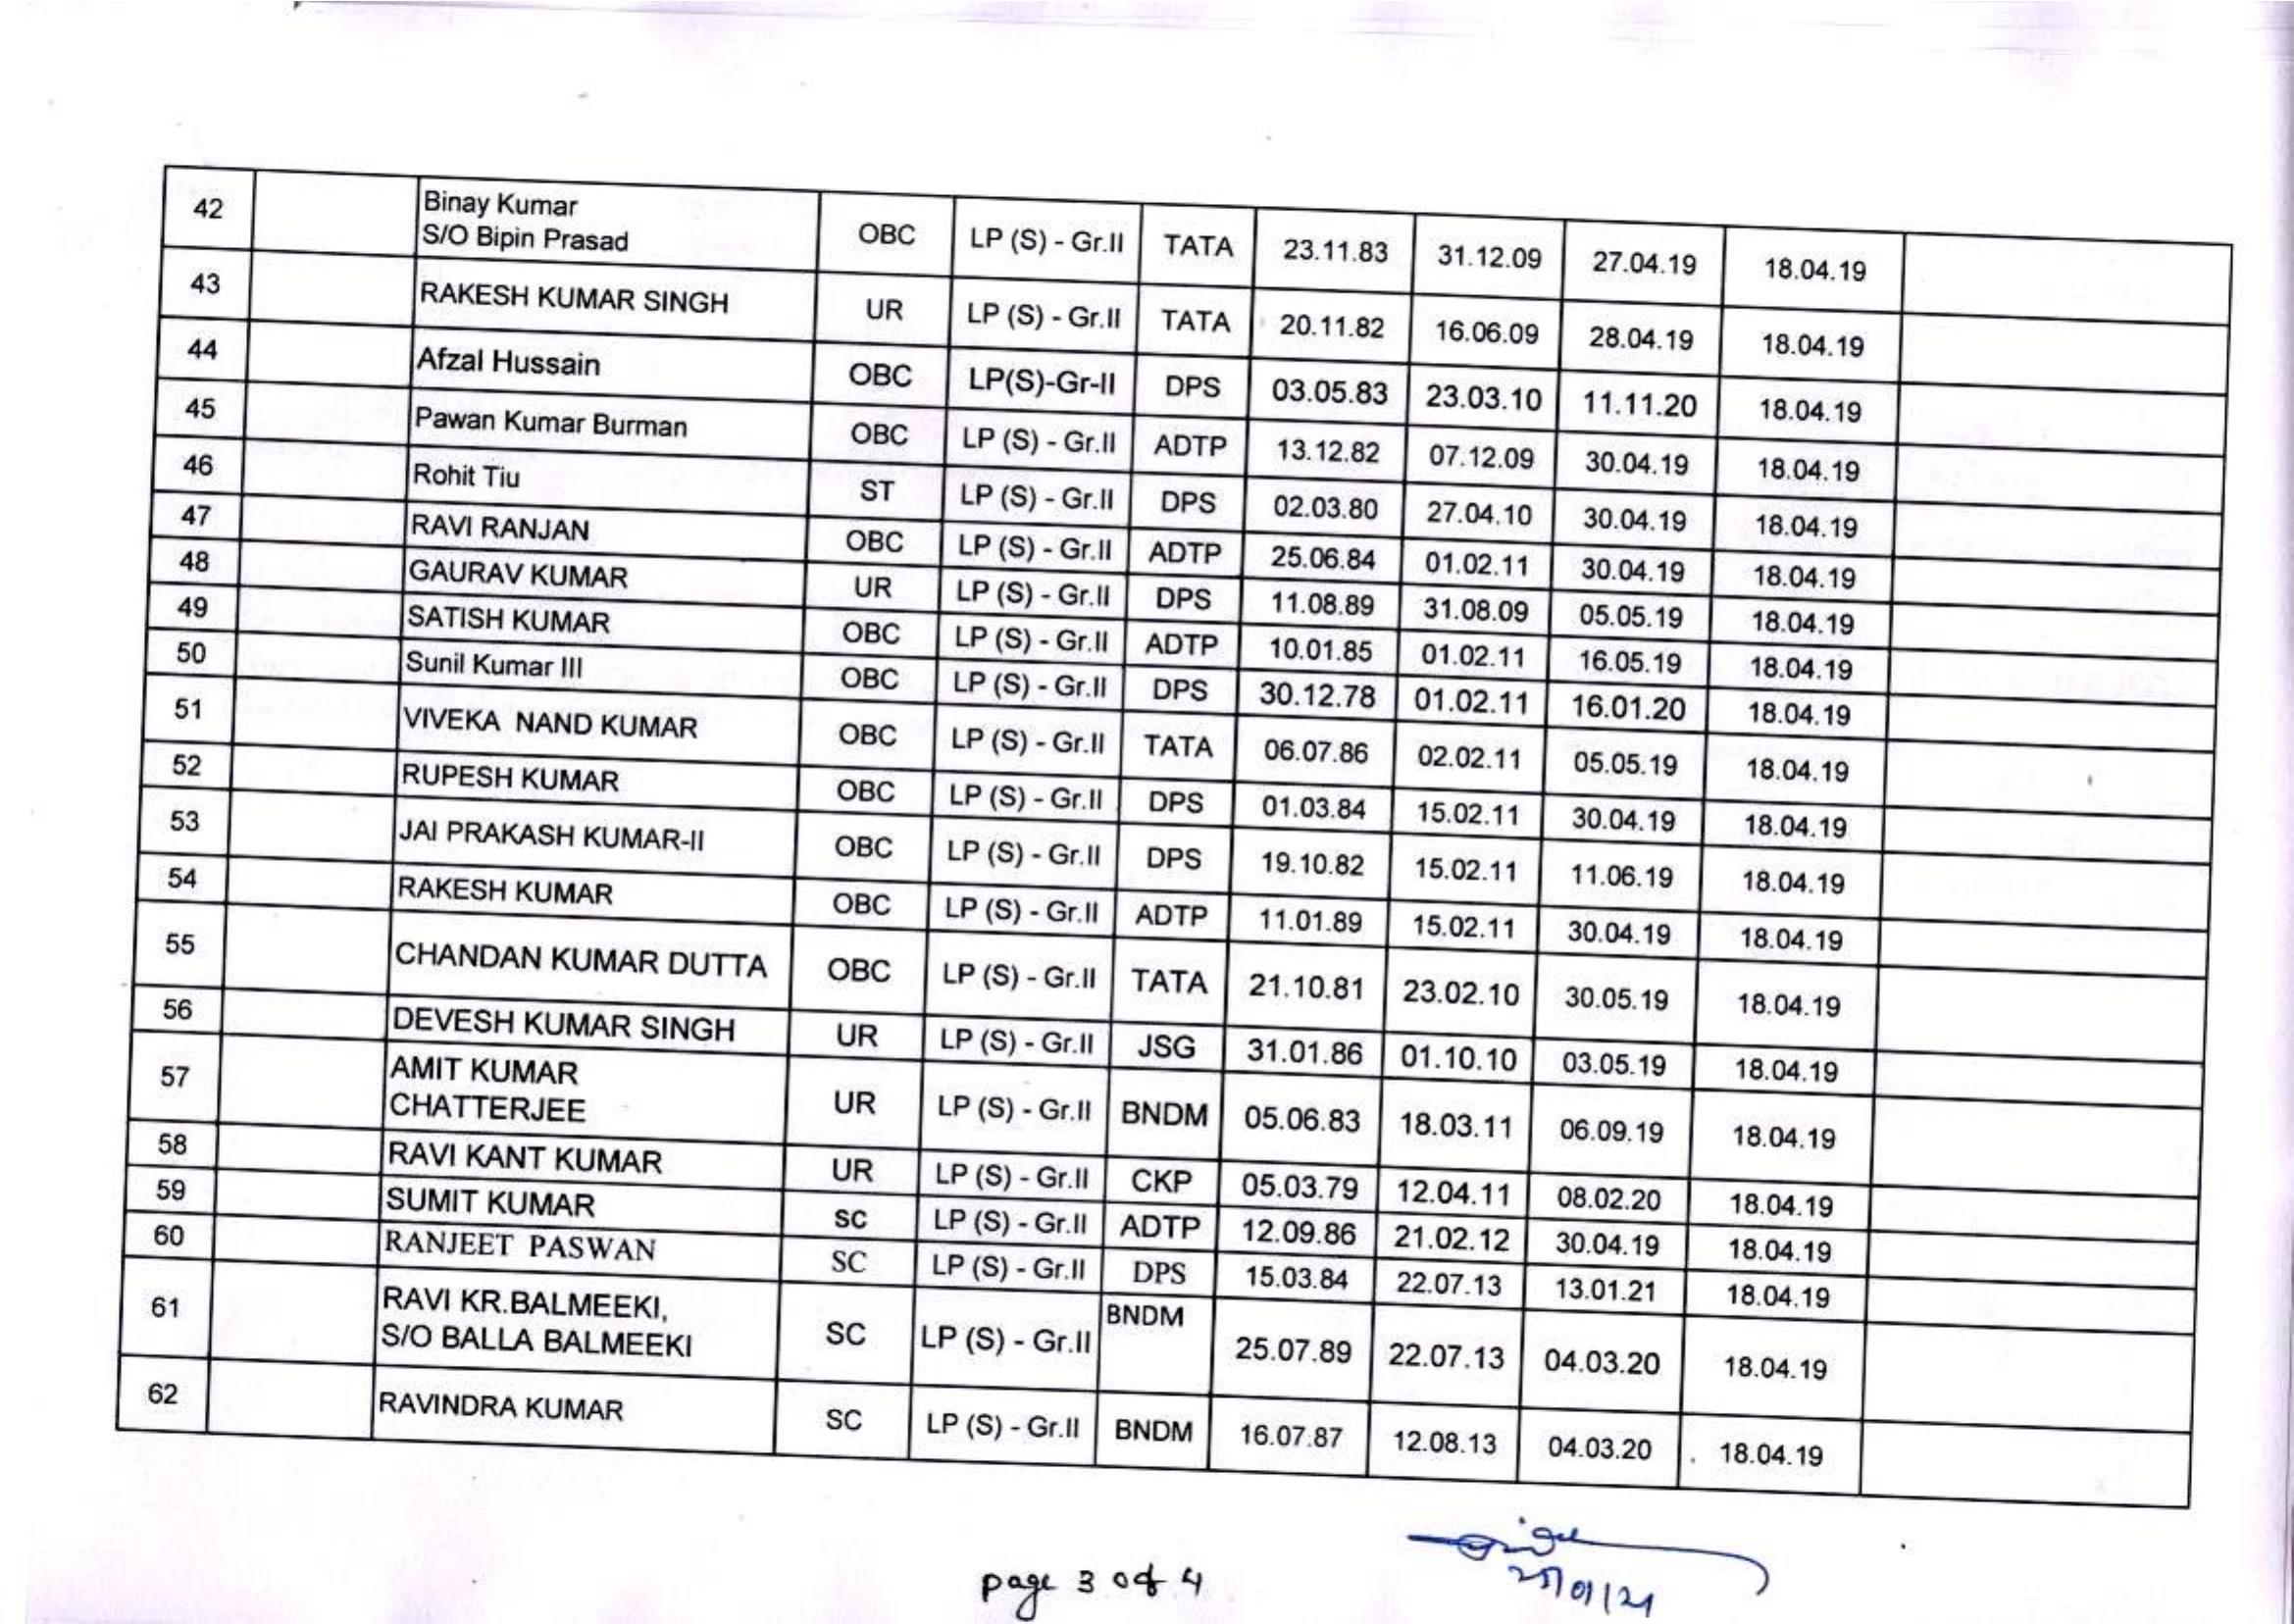 42 Binay Kumar S/O Bipin Prasad OBC LP (S) - Gr.II TATA 23.11.83 31.12.09 27.04.19 18.04.19
43 RAKESH KUMAR SINGH UR LP (S) - Gr.II TATA 20.11.82 16.06.09 28.04.19 18.04.19
44 Afzal Hussain OBC LP(S)-Gr-II DPS 03.05.83 23.03.10 11.11.20 18.04.19
45 Pawan Kumar Burman OBC LP (S) - Gr.II ADTP 13.12.82 07.12.09 30.04.19 18.04.19
46 Rohit Tiu ST LP (S) - Gr.II DPS 02.03.80 27.04.10 30.04.19 18.04.19
47 RAVI RANJAN OBC LP (S) - Gr.II ADTP 25.06.84 01.02.11 30.04.19 18.04.19
48 GAURAV KUMAR UR LP (S) - Gr.II DPS 11.08.89 31.08.09 05.05.19 18.04.19
49 SATISH KUMAR OBC LP (S) - Gr.II ADTP 10.01.85 01.02.11 16.05.19 18.04.19
50 Sunil Kumar III OBC LP (S) - Gr.II DPS 30.12.78 01.02.11 16.01.20 18.04.19
51 VIVEKA NAND KUMAR OBC LP (S) - Gr.II TATA 06.07.86 02.02.11 05.05.19 18.04.19
52 RUPESH KUMAR OBC LP (S) - Gr.II DPS 01.03.84 15.02.11 30.04.19 18.04.19
53 JAI PRAKASH KUMAR-II OBC LP (S) - Gr.II DPS 19.10.82 15.02.11 11.06.19 18.04.19
54 RAKESH KUMAR OBC LP (S) - Gr.II ADTP 11.01.89 15.02.11 30.04.19 18.04.19
55 CHANDAN KUMAR DUTTA OBC LP (S) - Gr.II TATA 21.10.81 23.02.10 30.05.19 18.04.19
56 DEVESH KUMAR SINGH UR LP (S) - Gr.II JSG 31.01.86 01.10.10 03.05.19 18.04.19
57 AMIT KUMAR CHATTERJEE UR LP (S) - Gr.II BNDM 05.06.83 18.03.11 06.09.19 18.04.19
58 RAVI KANT KUMAR UR LP (S) - Gr.II CKP 05.03.79 12.04.11 08.02.20 18.04.19
59 SUMIT KUMAR SC LP (S) - Gr.II ADTP 12.09.86 21.02.12 30.04.19 18.04.19
60 RANJEET PASWAN SC LP (S) - Gr.II DPS 15.03.84 22.07.13 13.01.21 18.04.19
61 RAVI KR.BALMEEKI, S/O BALLA BALMEEKI SC LP (S) - Gr.II BNDM 25.07.89 22.07.13 04.03.20 18.04.19
62 RAVINDRA KUMAR SC LP (S) - Gr.II BNDM 16.07.87 12.08.13 04.03.20 18.04.19
page 3 of 4